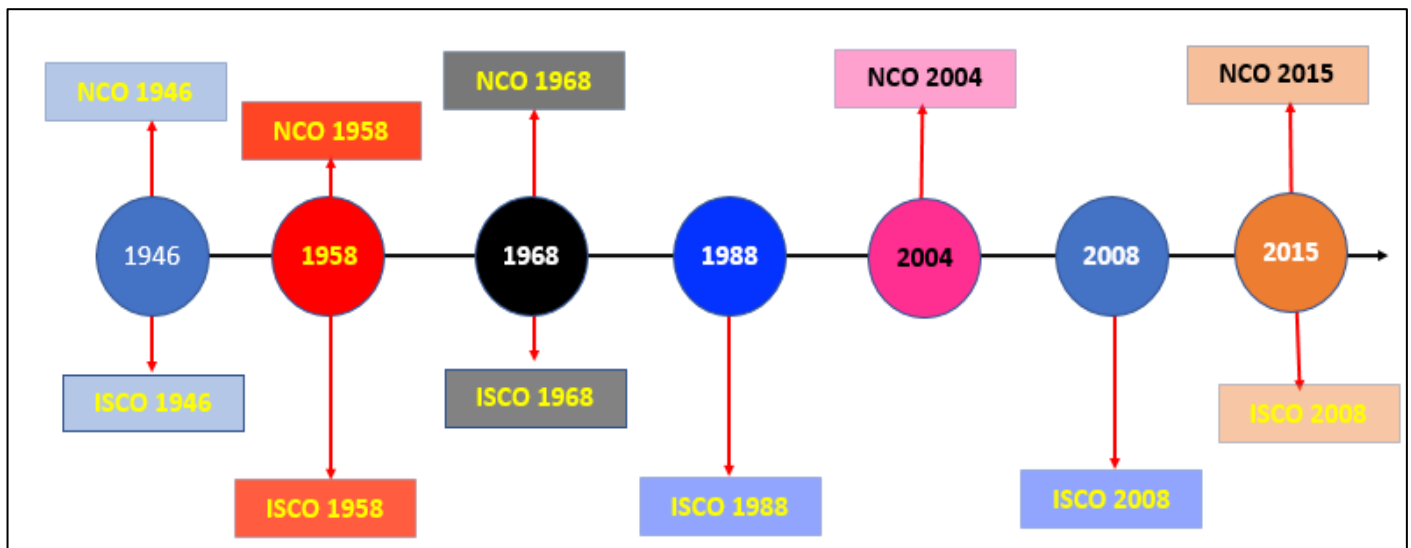 NCO 1946
NCO 1958
NCO 1968
NCO 2004
NCO 2015
1946
1958
1968
1988
2004
2008
2015
ISCO 1946
ISCO 1958
ISCO 1968
ISCO 1988
ISCO 2008
ISCO 2008